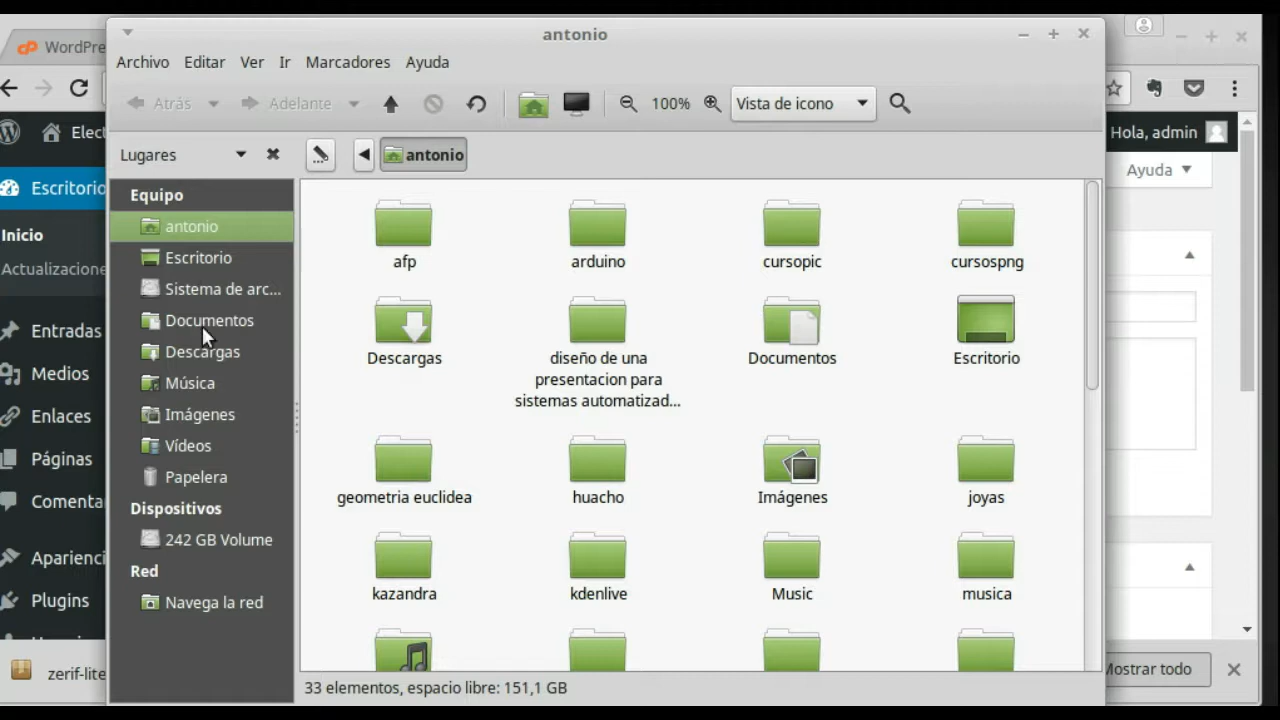 WordPre
antonio
Archivo Editar Ver Ir Marcadores Ayuda
Atrás Adelante 100% Vista de icono
Lugares antonio
Equipo
antonio
Escritorio
Sistema de arc...
Documentos
Descargas
Música
Imágenes
Vídeos
Papelera
Dispositivos
242 GB Volume
Red
Navega la red
afp arduino cursopic cursospng
Descargas diseño de una Documentos Escritorio
presentacion para
sistemas automatizad...
geometria euclidea huacho Imágenes joyas
kazandra kdenlive Music musica
33 elementos, espacio libre: 151,1 GB
Elect
Escritorio
Inicio
Actualizacione
Entradas
Medios
Enlaces
Páginas
Comenta
Aparienci
Plugins
zerif-lite
Hola, admin
Ayuda
Mostrar todo